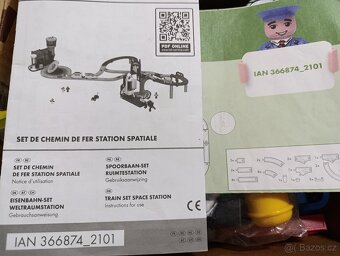 PDF ONLINE
SET DE CHEMIN DE FER STATION SPATIALE
SET DE CHEMIN
DE FER STATION SPATIALE
Notice d'utilisation
SPOORBAAN-SET
RUIMTESTATION
Gebruiksaanwijzing
EISENBAHN-SET
WELTRAUMSTATION
Gebrauchsanweisung
TRAIN SET SPACE STATION
Instructions for use
CE
IAN 366874_2101
IAN 366874_2101
Bazos.cz